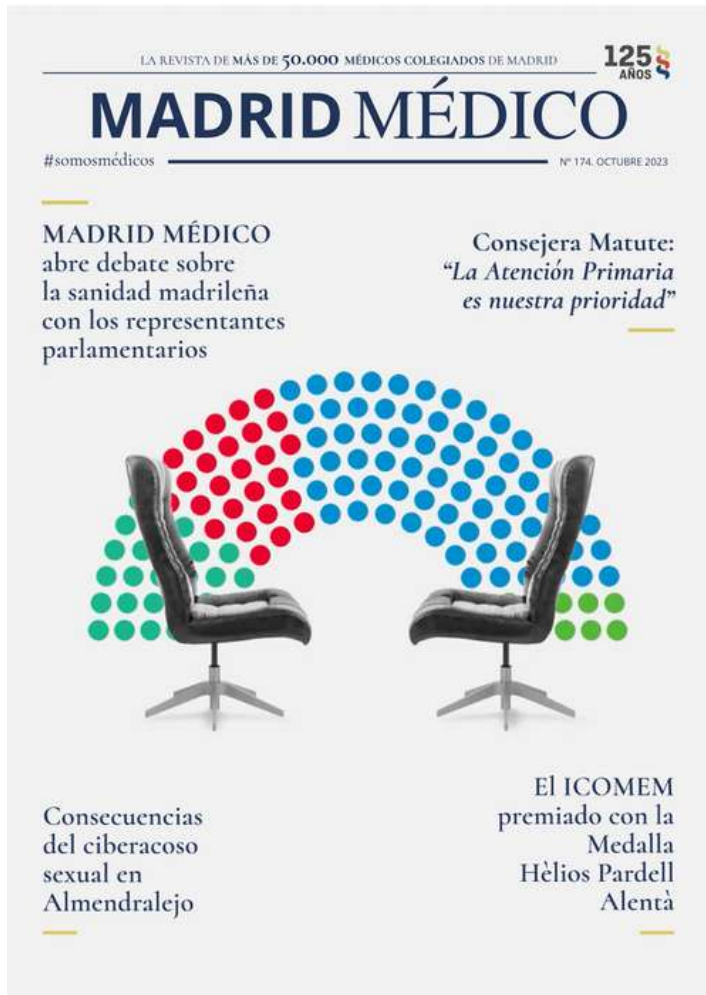 LA REVISTA DE MÁS DE 50.000 MÉDICOS COLEGIADOS DE MADRID
125
AÑOS
MADRID MÉDICO
#somosmédicos
Nº 174. OCTUBRE 2023
MADRID MÉDICO
abre debate sobre
la sanidad madrileña
con los representantes
parlamentarios
Consejera Matute:
“La Atención Primaria
es nuestra prioridad”
Consecuencias
del ciberacoso
sexual en
Almendralejo
El ICOMEM
premiado con la
Medalla
Hèlios Pardell
Alentà